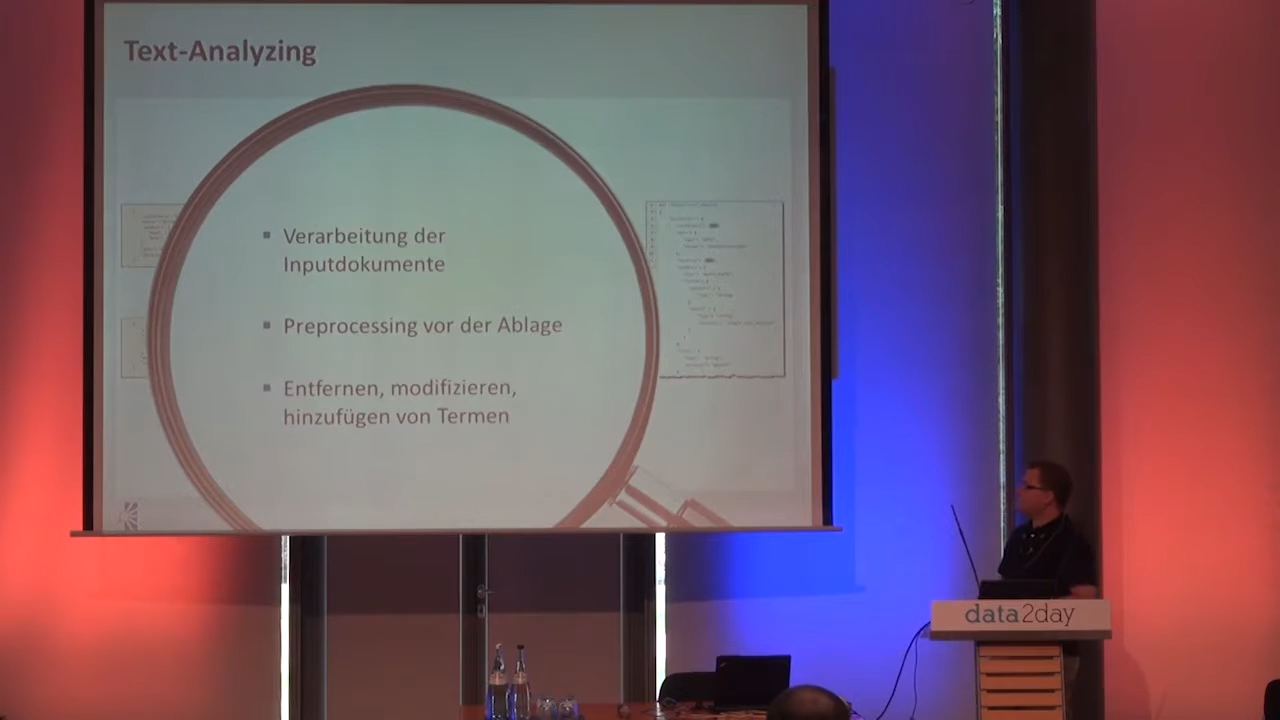 Text-Analyzing
Verarbeitung der
Inputdokumente
Preprocessing vor der Ablage
Entfernen, modifizieren,
hinzufügen von Termen
data2day